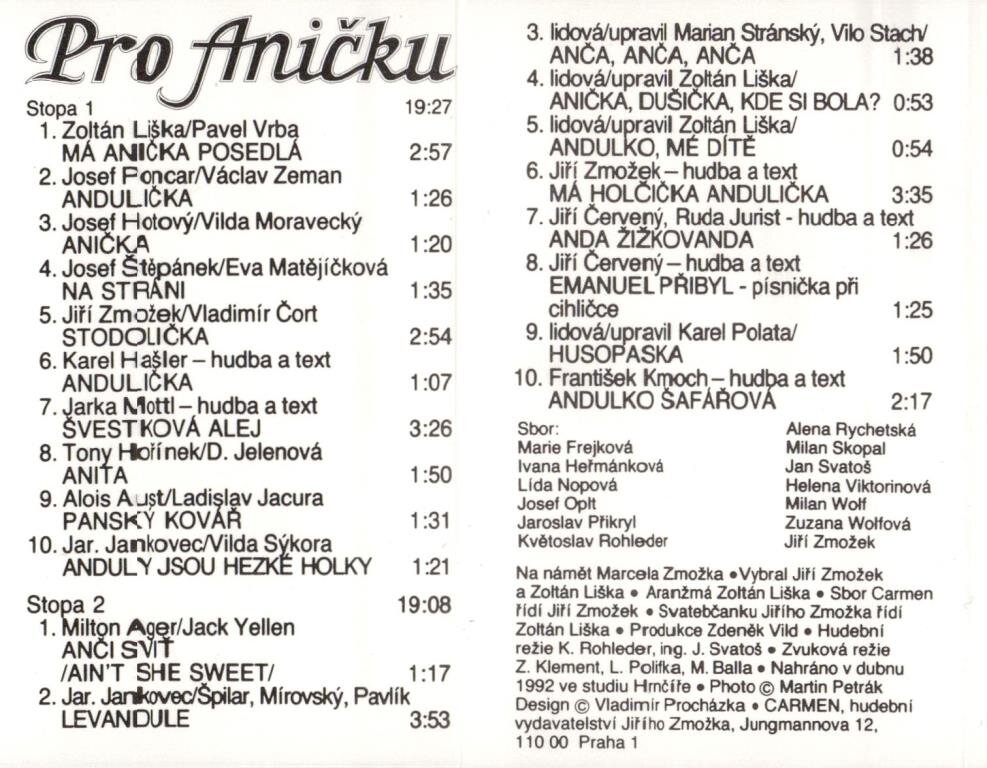 Pro Aničku
Stopa 1 19:27
1. Zoltán Liška/Pavel Vrba
MÁ ANIČKA POSEDLÁ 2:57
2. Josef Poncar/Václav Zeman
ANDULIČKA 1:26
3. Josef Hotový/Vilda Moravecký
ANIČKA 1:20
4. Josef Štěpánek/Eva Matějíčková
NA STRÁNI 1:35
5. Jiří Zmožek/Vladimír Čort
STODOLIČKA 2:54
6. Karel Hašler – hudba a text
ANDULIČKA 1:07
7. Jarka Mottl – hudba a text
ŠVESTKOVÁ ALEJ 3:26
8. Tony Hořínek/D. Jelenová
ANITA 1:50
9. Alois Aust/Ladislav Jacura
PANSKÝ KOVÁŘ 1:31
10. Jar. Jankovec/Vilda Sýkora
ANDULY JSOU HEZKÉ HOLKY 1:21
Stopa 2 19:08
1. Milton Ager/Jack Yellen
ANČI SVIT
/AIN'T SHE SWEET/ 1:17
2. Jar. Jankovec/Špilar, Mírovský, Pavlík
LEVANDULE 3:53
3. lidová/upravil Marian Stránský, Vilo Stach/
ANČA, ANČA, ANČA 1:38
4. lidová/upravil Zoltán Liška/
ANIČKA, DUŠIČKA, KDE SI BOLA? 0:53
5. lidová/upravil Zoltán Liška/
ANDULKO, MÉ DÍTĚ 0:54
6. Jiří Zmožek – hudba a text
MÁ HOLČIČKA ANDULIČKA 3:35
7. Jiří Červený, Ruda Jurist - hudba a text
ANDA ŽIŽKOVANDA 1:26
8. Jiří Červený – hudba a text
EMANUEL PŘIBYL - písnička při
cihličce 1:25
9. lidová/upravil Karel Polata/
HUSOPASKA 1:50
10. František Kmoch – hudba a text
ANDULKO ŠAFÁŘOVÁ 2:17
Sbor: Alena Rychetská
Marie Frejková Milan Skopal
Ivana Heřmánková Jan Svatoš
Lída Nopová Helena Viktorinová
Josef Oplt Milan Wolf
Jaroslav Přikryl Zuzana Wolfová
Květoslav Rohleder Jiří Zmožek
Na námět Marcela Zmožka • Vybral Jiří Zmožek
a Zoltán Liška • Aranžmá Zoltán Liška • Sbor Carmen
řídí Jiří Zmožek • Svatebčanku Jiřího Zmožka řídí
Zoltán Liška • Produkce Zdeněk Vild • Hudební
režie K. Rohleder, ing. J. Svatoš • Zvuková režie
Z. Klement, L. Polifka, M. Balla • Nahráno v dubnu
1992 ve studiu Hrnčíře • Photo © Martin Petrák
Design © Vladimír Procházka • CARMEN, hudební
vydavatelství Jiřího Zmožka, Jungmannova 12,
110 00 Praha 1